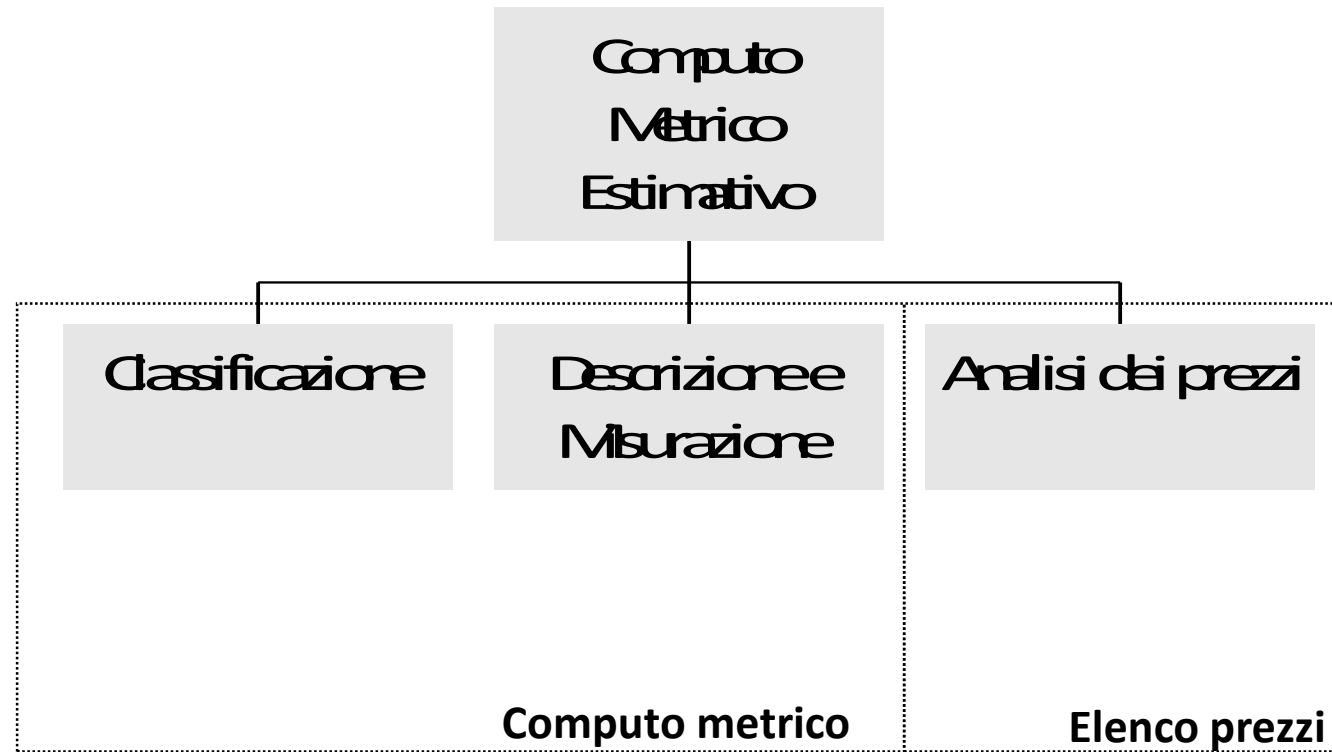 Computo
Metrico
Estimativo
Classificazione
Descrizione e
Misurazione
Analisi dei prezzi
Computo metrico
Elenco prezzi